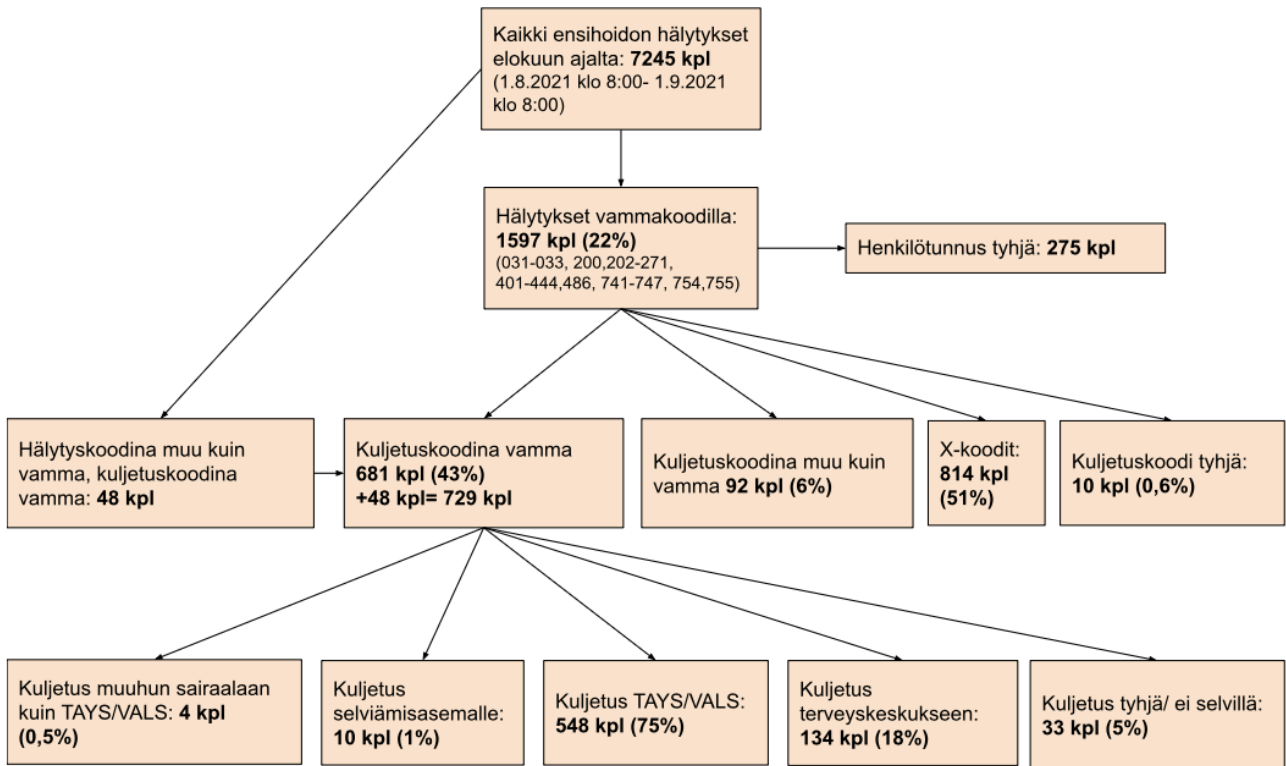 Kaikki ensihoidon hälytykset
elokuun ajalta: 7245 kpl
(1.8.2021 klo 8:00- 1.9.2021
klo 8:00)
Hälytykset vammakoodilla:
1597 kpl (22%)
(031-033, 200,202-271,
401-444,486, 741-747, 754,755)
Henkilötunnus tyhjä: 275 kpl
Hälytyskoodina muu kuin
vamma, kuljetuskoodina
vamma: 48 kpl
Kuljetuskoodina vamma
681 kpl (43%)
+48 kpl= 729 kpl
Kuljetuskoodina muu kuin
vamma 92 kpl (6%)
X-koodit:
814 kpl
(51%)
Kuljetuskoodi tyhjä:
10 kpl (0,6%)
Kuljetus muuhun sairaalaan
kuin TAYS/VALS: 4 kpl
(0,5%)
Kuljetus
selviämisasemalle:
10 kpl (1%)
Kuljetus TAYS/VALS:
548 kpl (75%)
Kuljetus
terveyskeskukseen:
134 kpl (18%)
Kuljetus tyhjä/ ei selvillä:
33 kpl (5%)